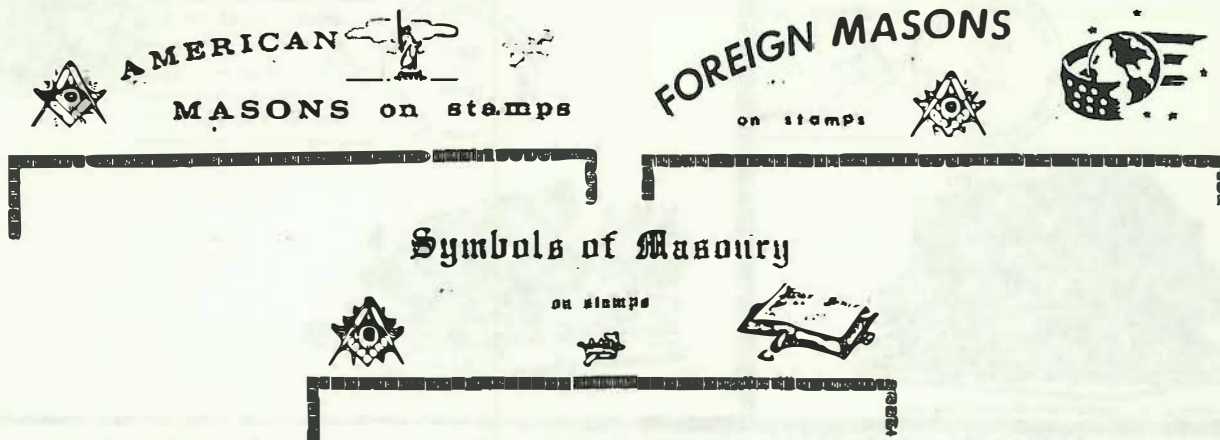 AMERICAN
MASONS on stamps
FOREIGN MASONS
on stamps
Symbols of Masonry
on stamps